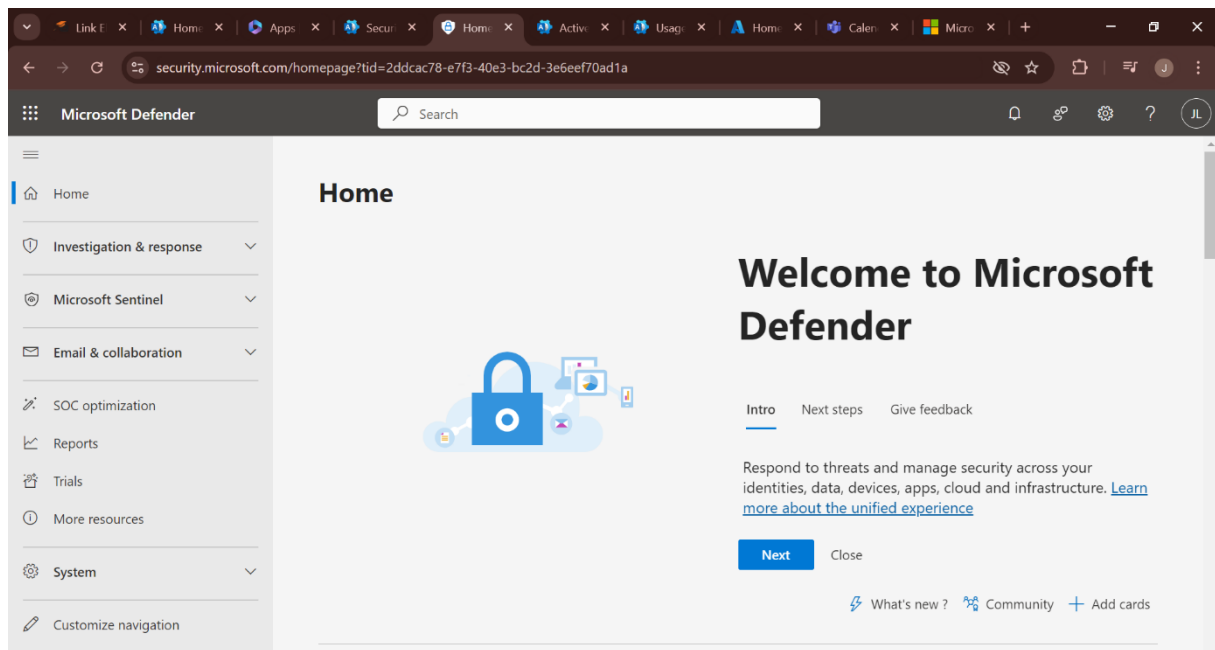 Link E
Home
Apps
Securi
Home
Active
Usage
Home
Calen
Micro
security.microsoft.com/homepage?tid=2ddcac78-e7f3-40e3-bc2d-3e6eef70ad1a
J
Microsoft Defender
Search
JL
Home
Investigation & response
Microsoft Sentinel
Email & collaboration
SOC optimization
Reports
Trials
More resources
System
Customize navigation
Home
Welcome to Microsoft
Defender
Intro Next steps Give feedback
Respond to threats and manage security across your
identities, data, devices, apps, cloud and infrastructure. Learn
more about the unified experience
Next Close
What's new ? Community Add cards